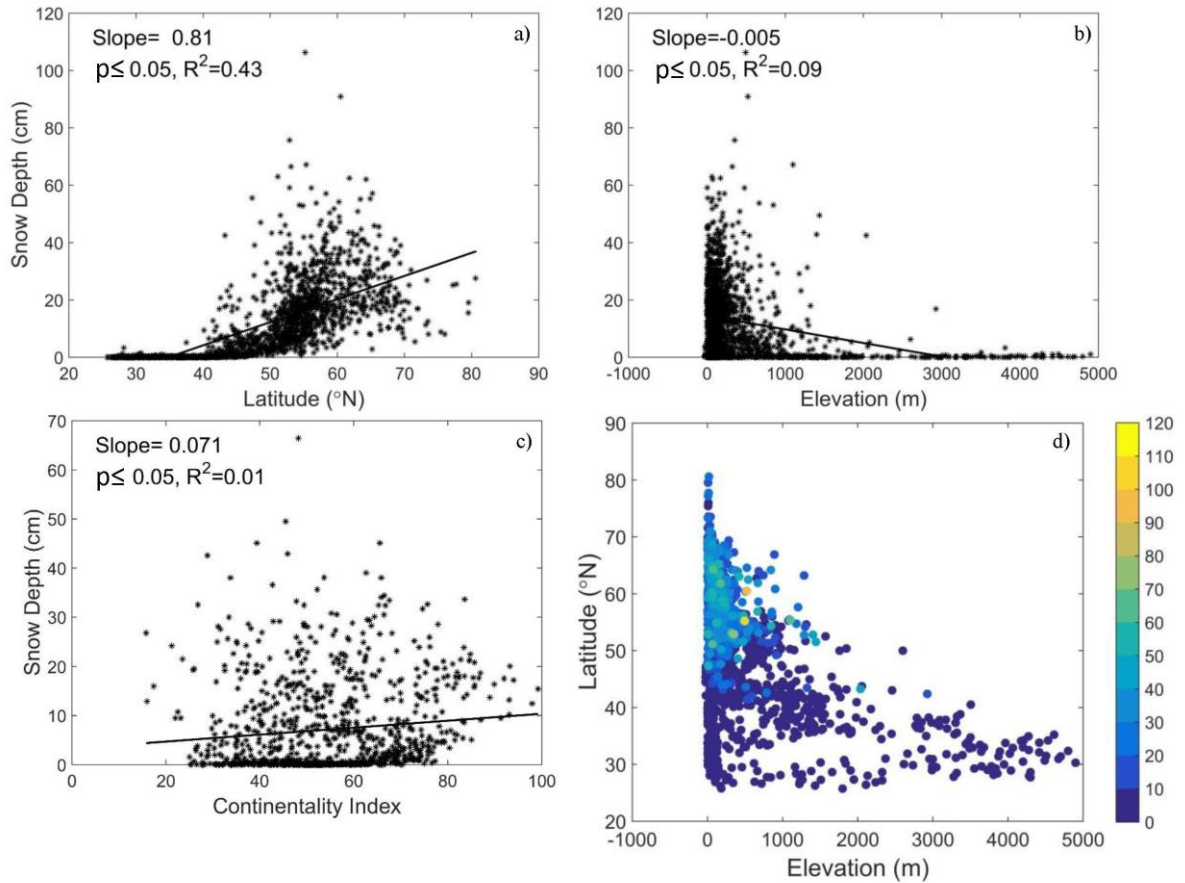 Slope= 0.81
p≤ 0.05, R²=0.43
a)
120
100
80
60
40
20
0
Snow Depth (cm)
20 30 40 50 60 70 80 90
Latitude (°N)
Slope=-0.005
p≤ 0.05, R²=0.09
b)
120
100
80
60
40
20
0
-1000 0 1000 2000 3000 4000 5000
Elevation (m)
Slope= 0.071
p≤ 0.05, R²=0.01
c)
70
60
50
40
30
20
10
0
Snow Depth (cm)
0 20 40 60 80 100
Continentality Index
d)
90
80
70
60
50
40
30
20
Latitude (°N)
-1000 0 1000 2000 3000 4000 5000
Elevation (m)
120
110
100
90
80
70
60
50
40
30
20
10
0